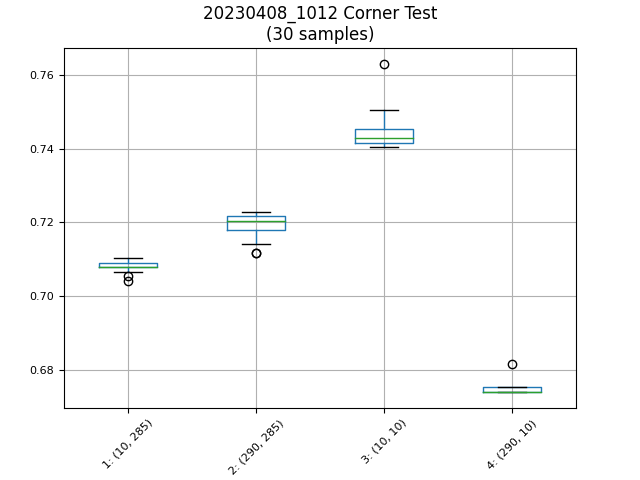 20230408_1012 Corner Test
(30 samples)
0.76
0.74
0.72
0.70
0.68
1: (10, 285)
2: (290, 285)
3: (10, 10)
4: (290, 10)